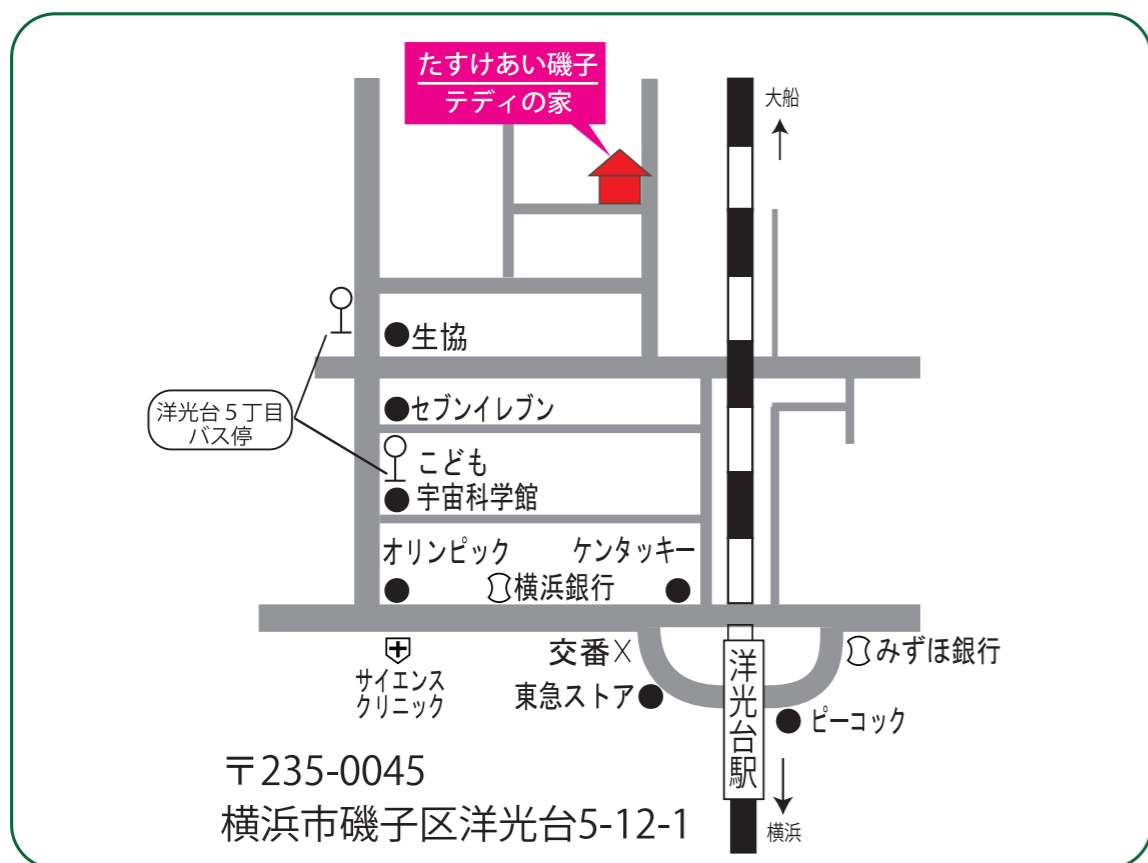 たすけあい磯子
テディの家
大船
生協
洋光台５丁目
バス停
セブンイレブン
こども
宇宙科学館
オリンピック
ケンタッキー
横浜銀行
交番
みずほ銀行
サイエンス
クリニック
東急ストア
洋光台駅
ピーコック
〒235-0045
横浜市磯子区洋光台5-12-1
横浜